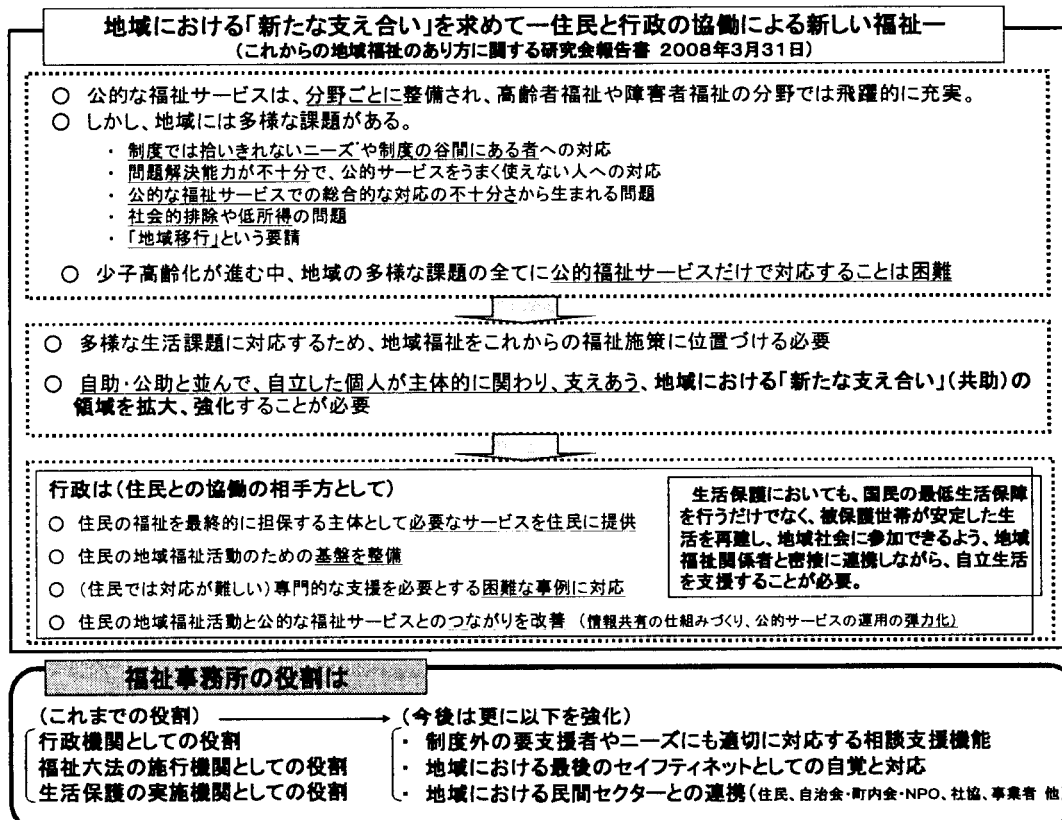 地域における「新たな支え合い」を求めて―住民と行政の協働による新しい福祉―
(これからの地域福祉のあり方に関する研究会報告書 2008年3月31日)
○ 公的な福祉サービスは、分野ごとに整備され、高齢者福祉や障害者福祉の分野では飛躍的に充実。
○ しかし、地域には多様な課題がある。
・ 制度では拾いきれないニーズや制度の谷間にある者への対応
・ 問題解決能力が不十分で、公的サービスをうまく使えない人への対応
・ 公的な福祉サービスでの総合的な対応の不十分さから生まれる問題
・ 社会的排除や低所得の問題
・ 「地域移行」という要請
○ 少子高齢化が進む中、地域の多様な課題の全てに公的福祉サービスだけで対応することは困難
○ 多様な生活課題に対応するため、地域福祉をこれからの福祉施策に位置づける必要
○ 自助・公助と並んで、自立した個人が主体的に関わり、支えあう、地域における「新たな支え合い」(共助)の
領域を拡大、強化することが必要
行政は(住民との協働の相手方として)
○ 住民の福祉を最終的に担保する主体として必要なサービスを住民に提供
○ 住民の地域福祉活動のための基盤を整備
○ (住民では対応が難しい)専門的な支援を必要とする困難な事例に対応
○ 住民の地域福祉活動と公的な福祉サービスとのつながりを改善 (情報共有の仕組みづくり、公的サービスの運用の弾力化)
生活保護においても、国民の最低生活保障
を行うだけでなく、被保護世帯が安定した生
活を再建し、地域社会に参加できるよう、地域
福祉関係者と密接に連携しながら、自立生活
を支援することが必要。
福祉事務所の役割は
(これまでの役割) → (今後は更に以下を強化)
行政機関としての役割
福祉六法の施行機関としての役割
生活保護の実施機関としての役割
・ 制度外の要支援者やニーズにも適切に対応する相談支援機能
・ 地域における最後のセイフティネットとしての自覚と対応
・ 地域における民間セクターとの連携(住民、自治会・町内会・NPO、社協、事業者 他